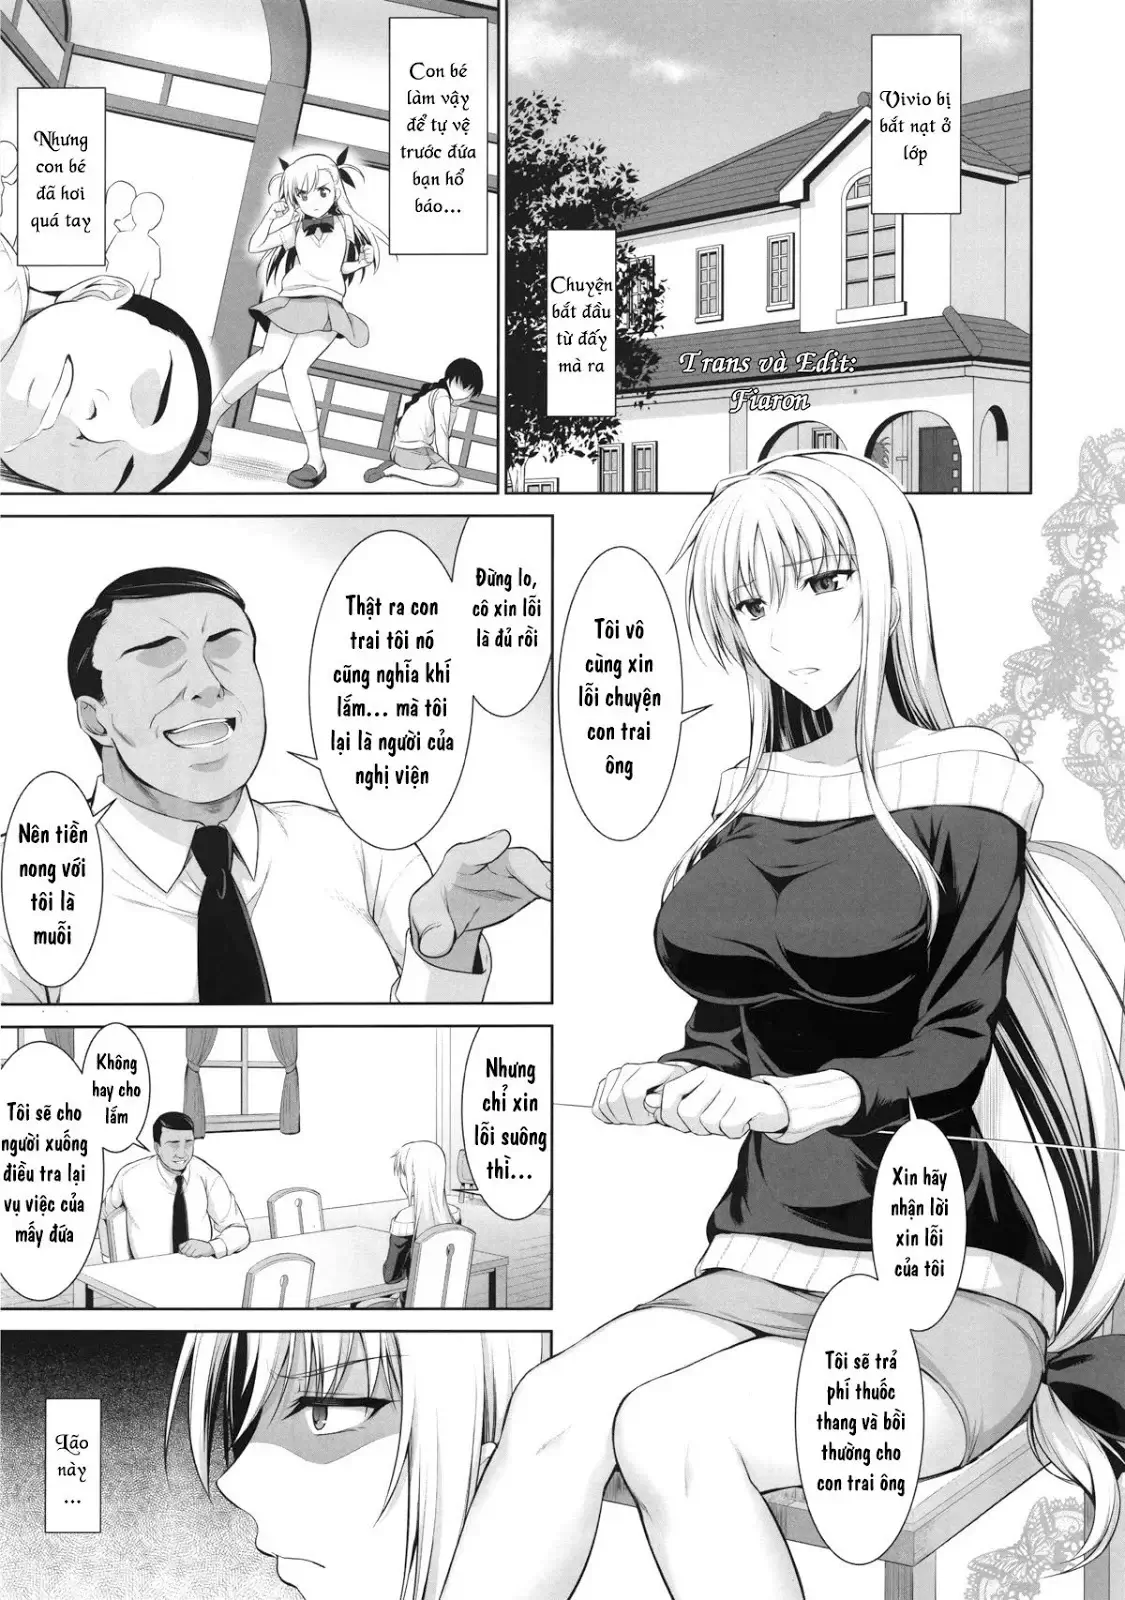 Vivio bị
bắt nạt ở
lớp
Chuyện
bắt đầu
từ đấy
mà ra
Trans và Edit:
Fiaron
Con bé
làm vậy
để tự vệ
trước đứa
bạn hổ
báo...
Nhưng
con bé
đã hơi
quá tay
Tôi vô
cùng xin
lỗi chuyện
con trai
ông
Xin hãy
nhận lời
xin lỗi
của tôi
Tôi sẽ trả
phí thuốc
thang và bồi
thường cho
con trai ông
Đừng lo,
cô xin lỗi
là đủ rồi
Thật ra con
trai tôi nó
cũng nghĩa khí
lắm... mà tôi
lại là người của
nghị viện
Nên tiền
nong với
tôi là
muỗi
Nhưng
chỉ xin
lỗi suông
thì...
Không
hay cho
lắm
Tôi sẽ cho
người xuống
điều tra lại
vụ việc của
mấy đứa
Lão
này
...